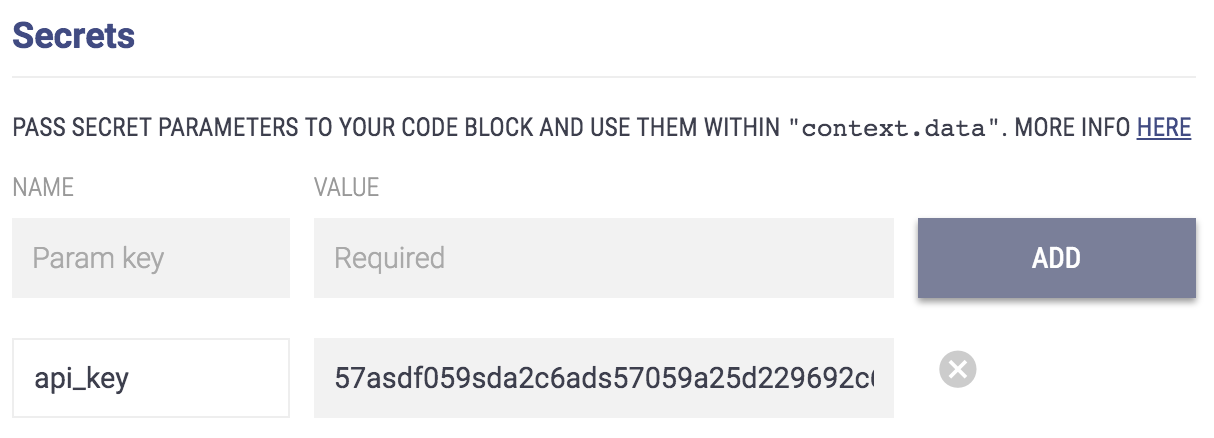 Secrets
PASS SECRET PARAMETERS TO YOUR CODE BLOCK AND USE THEM WITHIN "context.data". MORE INFO HERE
NAME VALUE
Param key Required ADD
api_key 57asdf059sda2c6ads57059a25d229692c